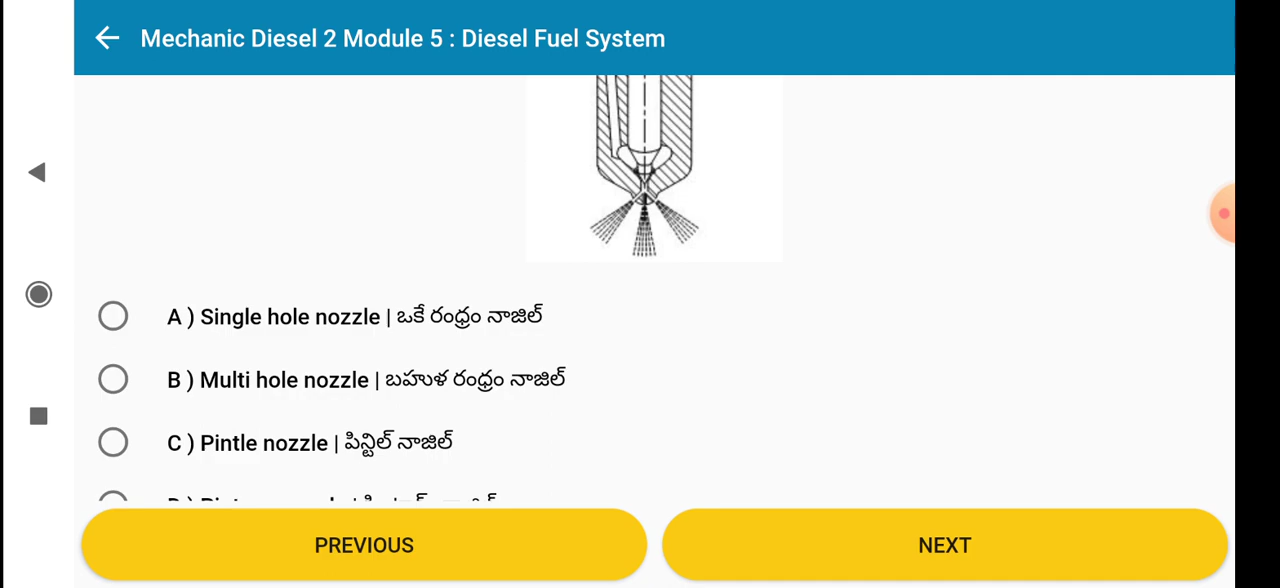 Mechanic Diesel 2 Module 5 : Diesel Fuel System
A ) Single hole nozzle | ఒకే రంధ్రం నాజిల్
B ) Multi hole nozzle | బహుళ రంధ్రం నాజిల్
C ) Pintle nozzle | పిన్టిల్ నాజిల్
PREVIOUS
NEXT